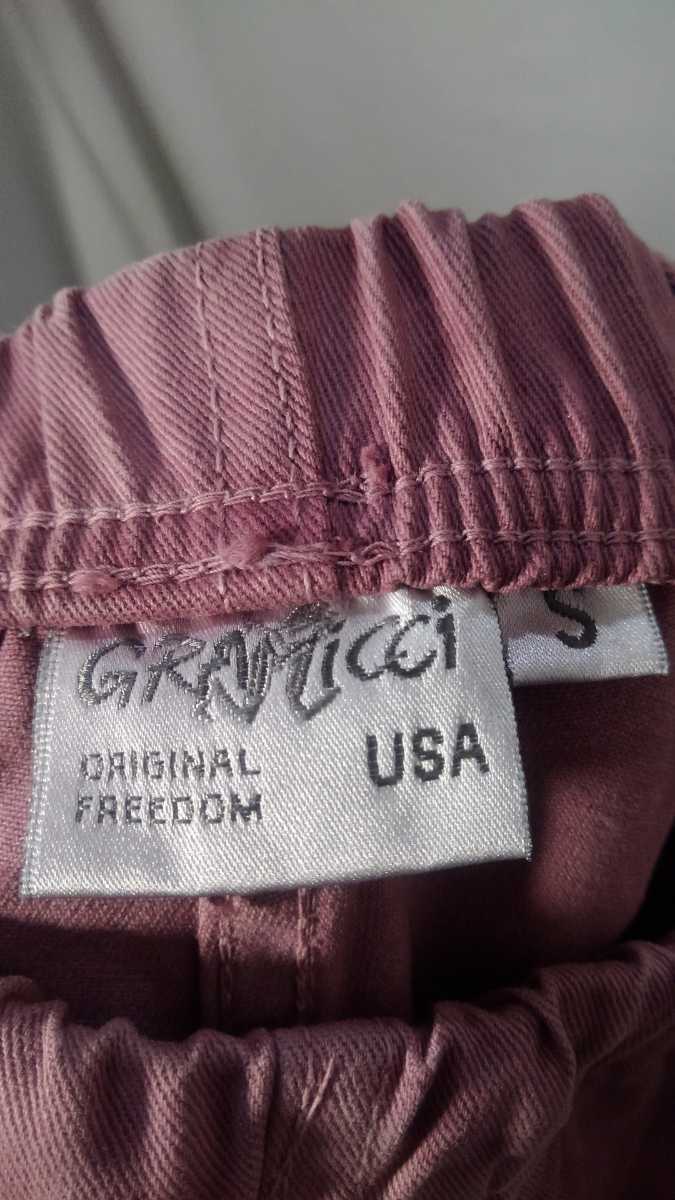 GRAMicci
S
ORIGINAL
FREEDOM
USA